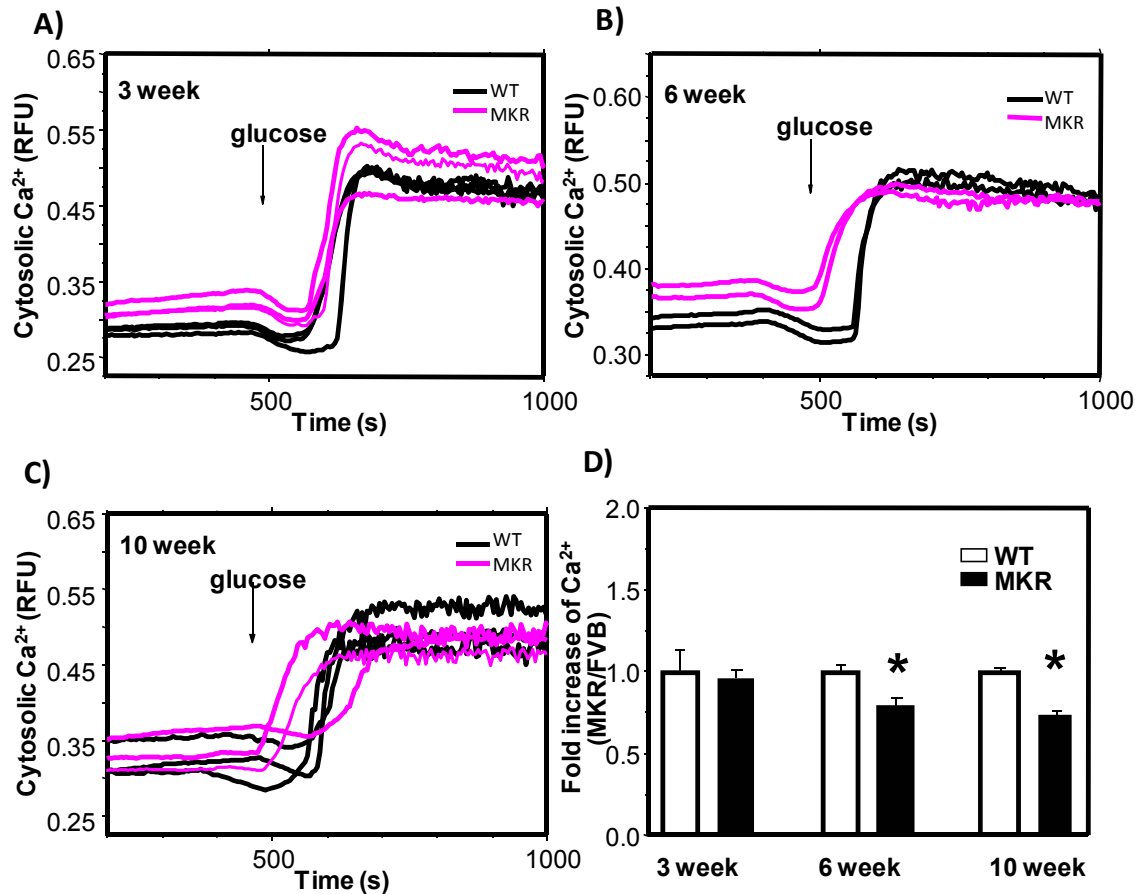 A)
Cytosolic Ca²⁺ (RFU)
0.65
0.55
0.45
0.35
0.25
3 week
glucose
WT
MKR
500
1000
Time (s)
B)
Cytosolic Ca²⁺ (RFU)
0.60
0.50
0.40
0.30
6 week
glucose
WT
MKR
500
1000
Time (s)
C)
Cytosolic Ca²⁺ (RFU)
0.65
0.55
0.45
0.35
0.25
10 week
glucose
WT
MKR
500
1000
Time (s)
D)
Fold increase of Ca²⁺
(MKR/FVB)
2.0
1.5
1.0
0.5
0.0
WT
MKR
*
*
3 week
6 week
10 week